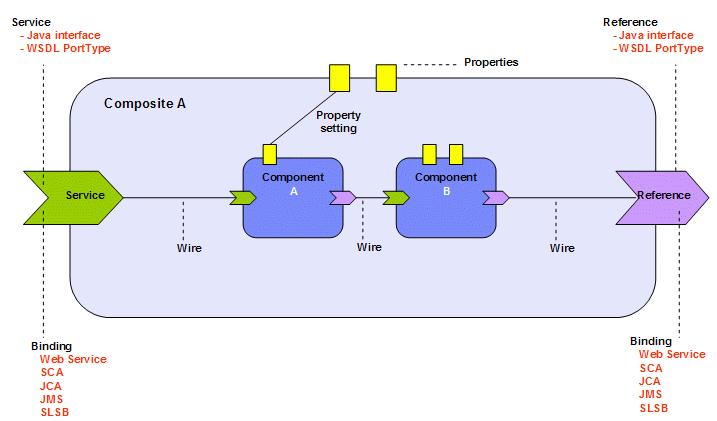 Service
- Java interface
- WSDL PortType
Reference
- Java interface
- WSDL PortType
Properties
Composite A
Property
setting
Component
A
Component
B
Service
Reference
Wire
Wire
Wire
Binding
Web Service
SCA
JCA
JMS
SLSB
Binding
Web Service
SCA
JCA
JMS
SLSB